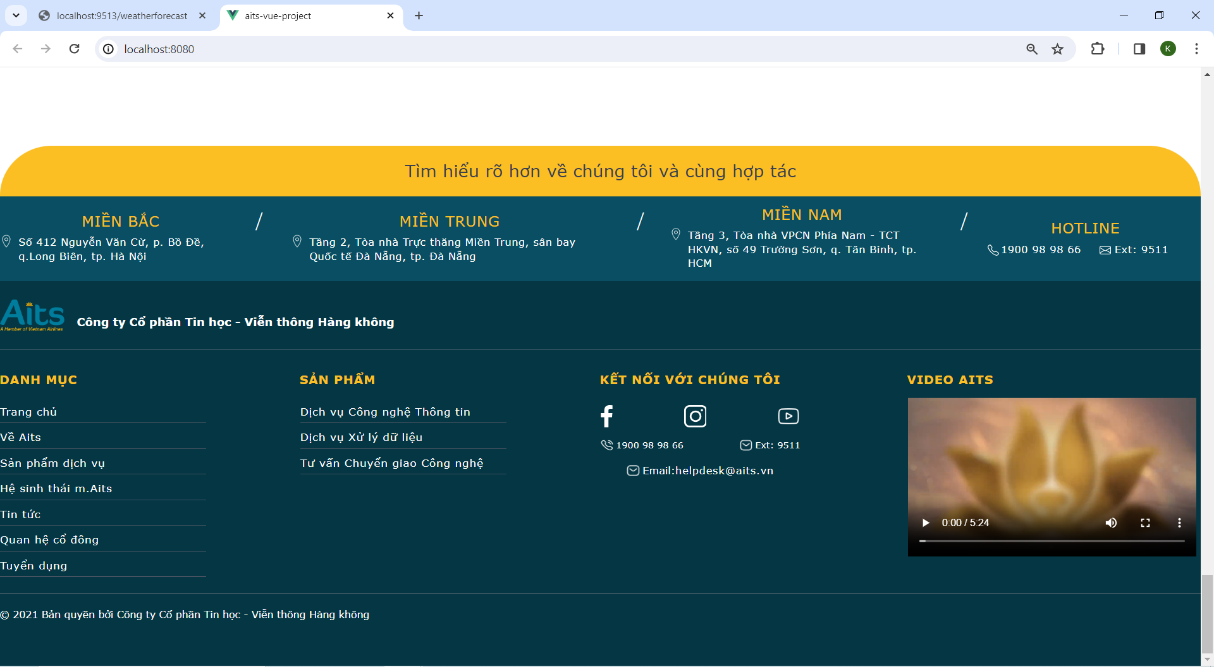 localhost:9513/weatherforecast
aits-vue-project
localhost:8080
K
Tìm hiểu rõ hơn về chúng tôi và cùng hợp tác
MIỀN BẮC
Số 412 Nguyễn Văn Cừ, p. Bồ Đề,
q.Long Biên, tp. Hà Nội
/
MIỀN TRUNG
Tầng 2, Tòa nhà Trực thăng Miền Trung, sân bay
Quốc tế Đà Nẵng, tp. Đà Nẵng
/
MIỀN NAM
Tầng 3, Tòa nhà VPCN Phía Nam - TCT
HKVN, số 49 Trường Sơn, q. Tân Bình, tp.
HCM
/
HOTLINE
1900 98 98 66
Ext: 9511
Aits
A Member of Vietnam Airlines
Công ty Cổ phần Tin học - Viễn thông Hàng không
DANH MỤC
Trang chủ
Về Aits
Sản phẩm dịch vụ
Hệ sinh thái m.Aits
Tin tức
Quan hệ cổ đông
Tuyển dụng
SẢN PHẨM
Dịch vụ Công nghệ Thông tin
Dịch vụ Xử lý dữ liệu
Tư vấn Chuyển giao Công nghệ
KẾT NỐI VỚI CHÚNG TÔI
1900 98 98 66
Ext: 9511
Email:helpdesk@aits.vn
VIDEO AITS
0:00 / 5:24
© 2021 Bản quyền bởi Công ty Cổ phần Tin học - Viễn thông Hàng không